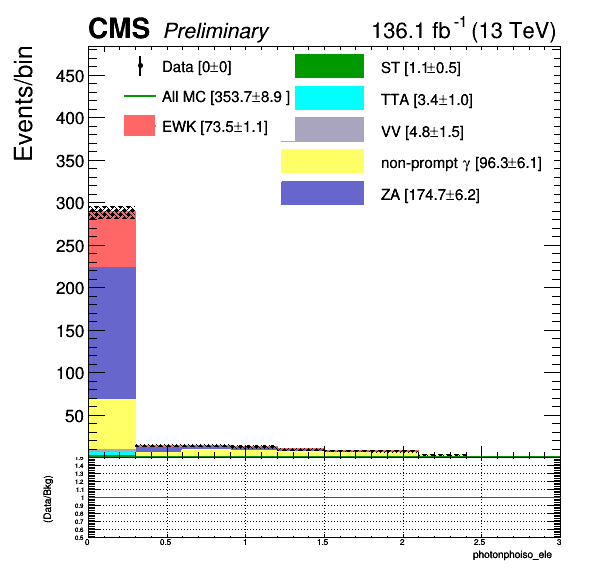 CMS Preliminary 136.1 fb⁻¹ (13 TeV)
Events/bin
450
400
350
300
250
200
150
100
50
Data [0±0]
All MC [353.7±8.9 ]
EWK [73.5±1.1]
ST [1.1±0.5]
TTA [3.4±1.0]
VV [4.8±1.5]
non-prompt γ [96.3±6.1]
ZA [174.7±6.2]
(Data/Bkg)
1.5
1.4
1.3
1.2
1.1
1
0.9
0.8
0.7
0.6
0.5
0 0.5 1 1.5 2 2.5 3
photonphoiso_ele